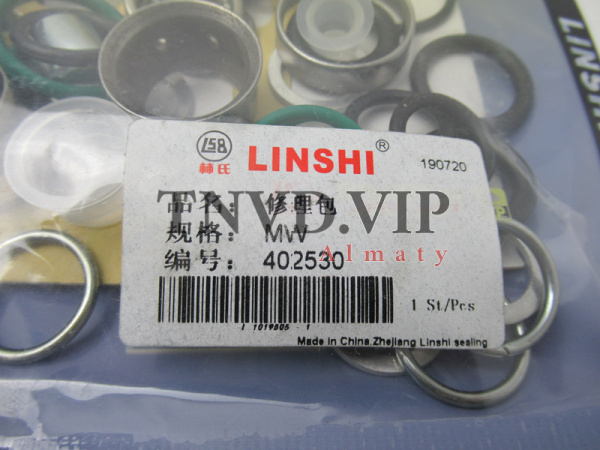 LINSHI
LSB
林氏
LINSHI®
190720
TNVD.VIP
Almaty
品名：修理包
规格：MW
编号：402530
1 St/Pcs
Made in China.Zhejiang Linshi sealing